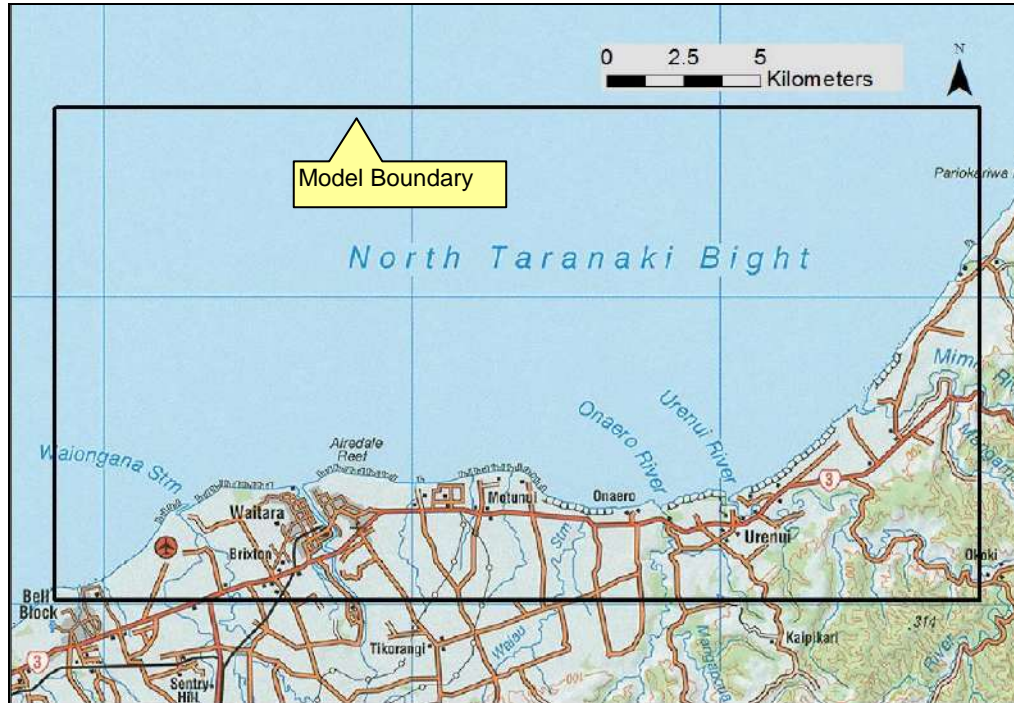 0 2.5 5
Kilometers
N
Model Boundary
Pariokariwa
North Taranaki Bight
Mimi
Waiongana Stm
Airedale
Reef
Onaero River
Urenui River
Waitara
Motunui
Onaero
3
100
Brixton
Stm
Urenui
Okoki
Bell
Block
314
Kaipikari
Tikorangi
Waiau
River
3
Sentry
Hill
100